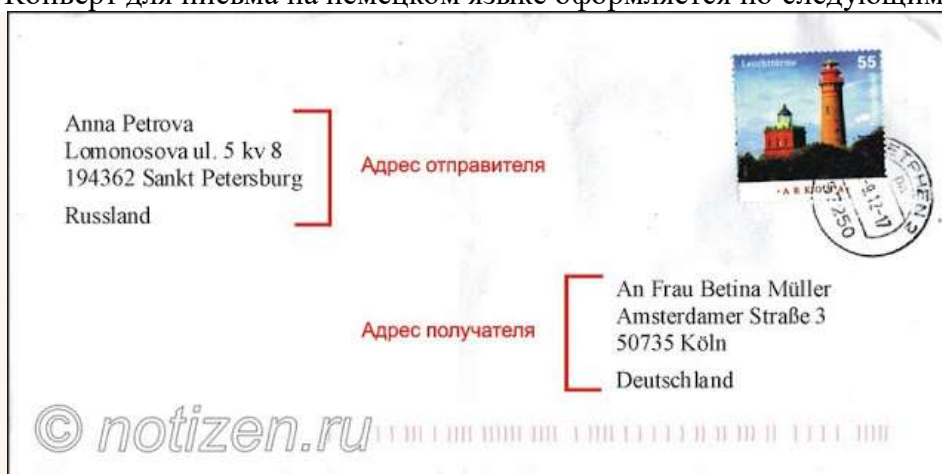 Конверт для письма на немецком языке оформляется по следующим
Leuchttürme 55
Anna Petrova
Lomonosova ul. 5 kv 8
194362 Sankt Petersburg
Russland
Адрес отправителя
Адрес получателя
An Frau Betina Müller
Amsterdamer Straße 3
50735 Köln
Deutschland
© notizen.ru